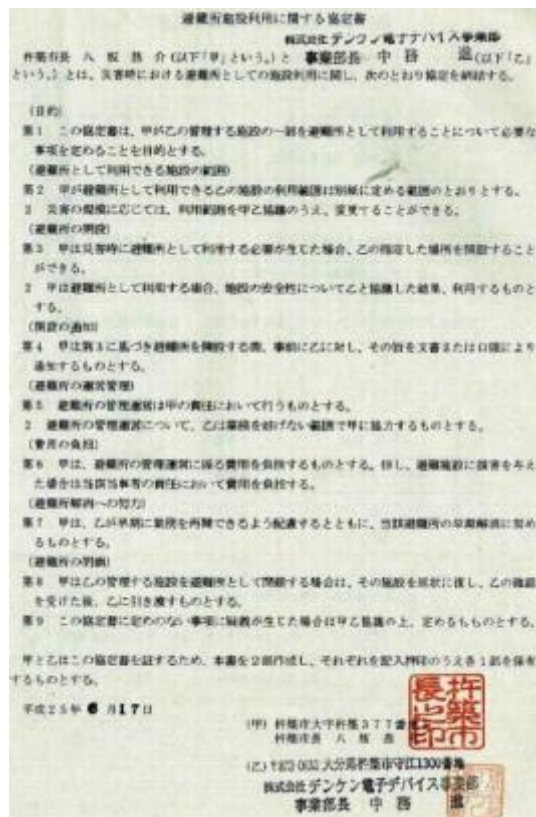 避難所施設利用に関する協定書
株式会社デンケン電子デバイス事業部
杵築市長 八 坂 恭 介(以下「甲」という。)と 事業部長 中 務 進(以下「乙」
という。)とは、災害時における避難所としての施設利用に関し、次のとおり協定を締結する。
(目的)
第1 この協定書は、甲が乙の管理する施設の一部を避難所として利用することについて必要な
事項を定めることを目的とする。
(避難所として利用できる施設の範囲)
第2 甲が避難所として利用できる乙の施設の利用範囲は別紙に定める範囲のとおりとする。
2 災害の規模に応じては、利用範囲を甲乙協議のうえ、変更することができる。
(避難所の開設)
第3 甲は災害時に避難所として利用する必要が生じた場合、乙の指定した場所を開設すること
ができる。
2 甲は避難所として利用する場合、施設の安全性について乙と協議した結果、利用するものと
する。
(開設の通知)
第4 甲は第3に基づき避難所を開設する際、事前に乙に対し、その旨を文書または口頭により
通知するものとする。
(避難所の運営管理)
第5 避難所の管理運営は甲の責任において行うものとする。
2 避難所の管理運営について、乙は業務を妨げない範囲で甲に協力するものとする。
(費用の負担)
第6 甲は、避難所の管理運営に係る費用を負担するものとする。但し、避難施設に損害を与え
た場合は当該当事者の責任において費用を負担する。
(避難所解消への努力)
第7 甲は、乙が早期に業務を再開できるよう配慮するとともに、当該避難所の早期解消に努め
るものとする。
(避難所の閉鎖)
第8 甲は乙の管理する施設を避難所として閉鎖する場合は、その施設を原状に復し、乙の確認
を受けた後、乙に引き渡すものとする。
第9 この協定書に定めのない事項に疑義が生じた場合は甲乙協議の上、定めるもものとする。
甲と乙はこの協定書を証するため、本書を2部作成し、それぞれを記入押印のうえ各1部を保有
するものとする。
平成25年 6 月17日
(甲) 杵築市大字杵築377番
杵築市長 八 坂 恭
杵築市長之印
(乙)〒873-0032 大分県杵築市守江1300番地
株式会社デンケン電子デバイス事業部
事業部長 中 務 進